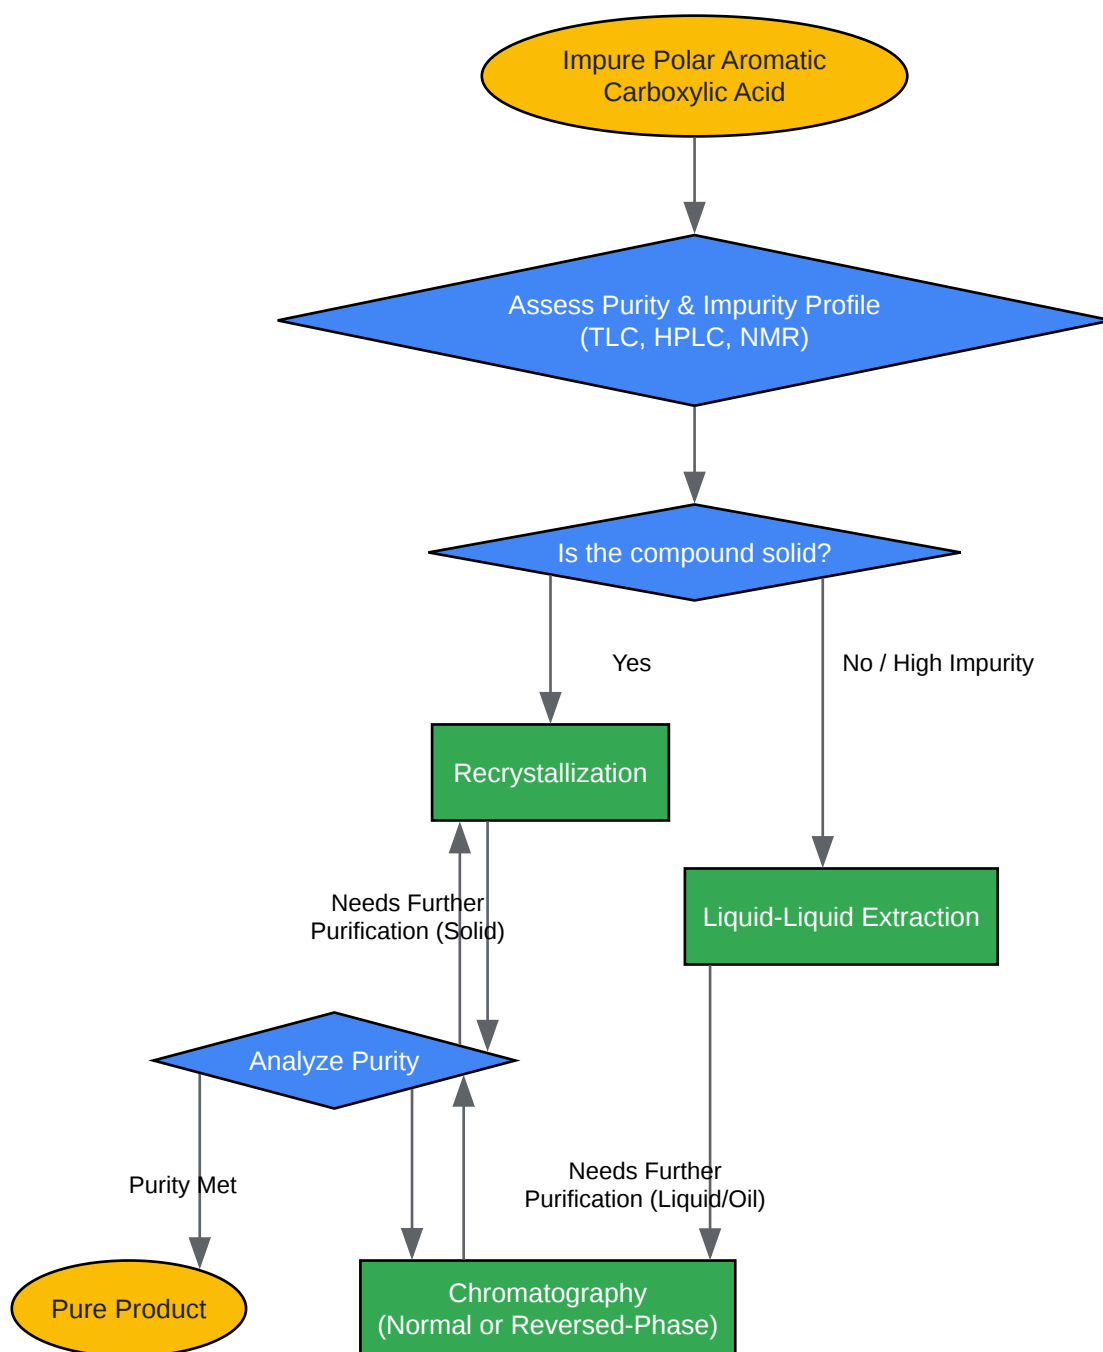 Impure Polar Aromatic
Carboxylic Acid
Assess Purity & Impurity Profile
(TLC, HPLC, NMR)
Is the compound solid?
Yes
No / High Impurity
Recrystallization
Needs Further
Purification (Solid)
Liquid-Liquid Extraction
Analyze Purity
Purity Met
Needs Further
Purification (Liquid/Oil)
Pure Product
Chromatography
(Normal or Reversed-Phase)